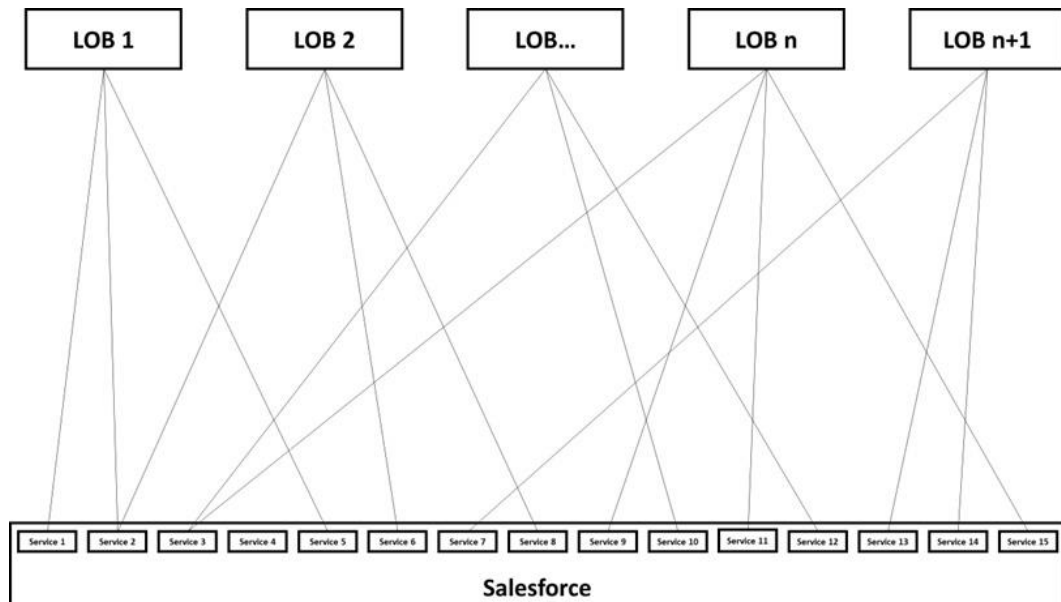 LOB 1
LOB 2
LOB...
LOB n
LOB n+1
Service 1
Service 2
Service 3
Service 4
Service 5
Service 6
Service 7
Service 8
Service 9
Service 10
Service 11
Service 12
Service 13
Service 14
Service 15
Salesforce